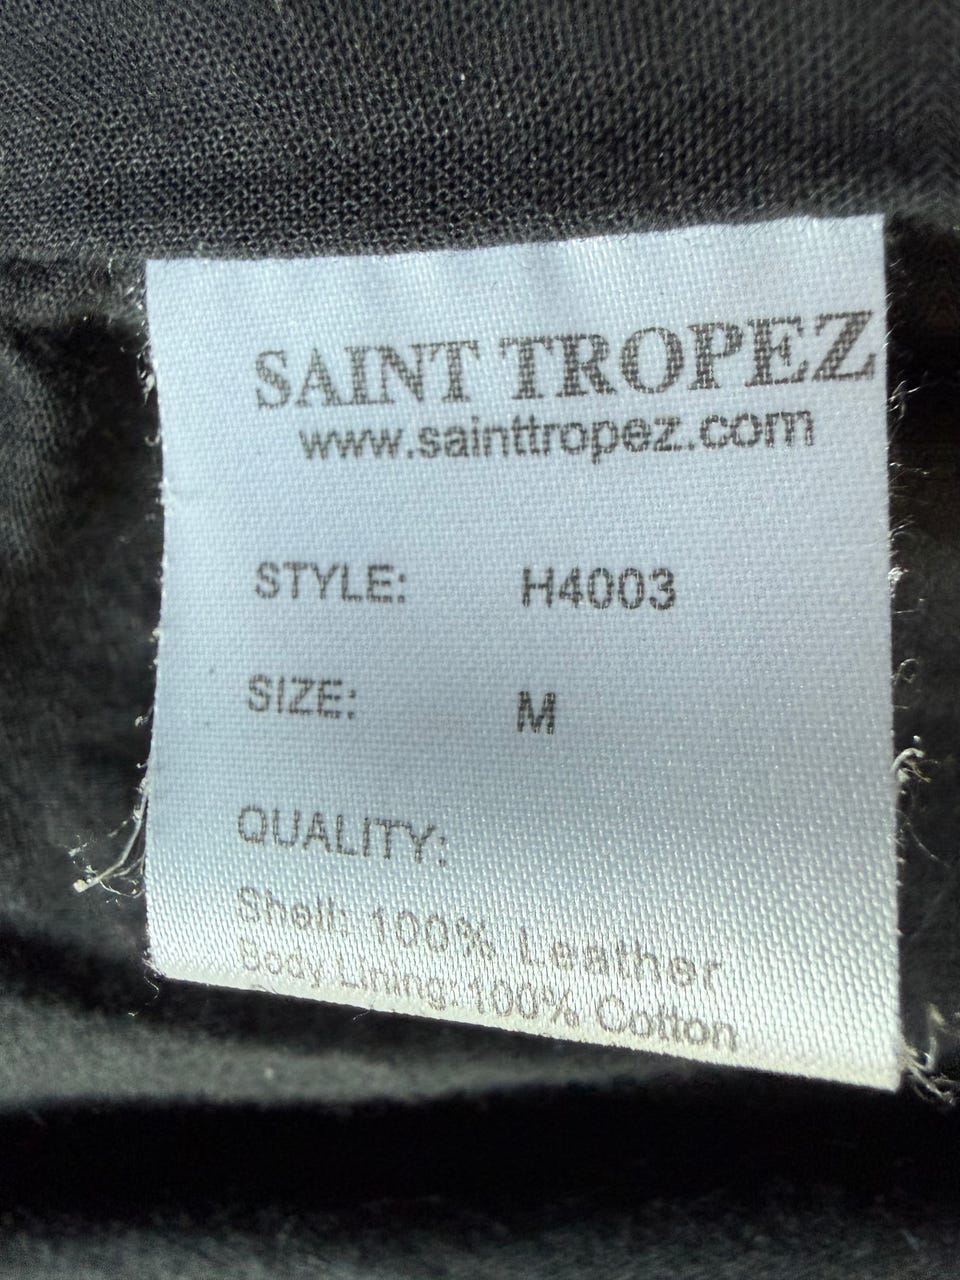 SAINT TROPEZ
www.sainttropez.com
STYLE: H4003
SIZE: M
QUALITY:
Shell: 100% Leather
Body Lining: 100% Cotton